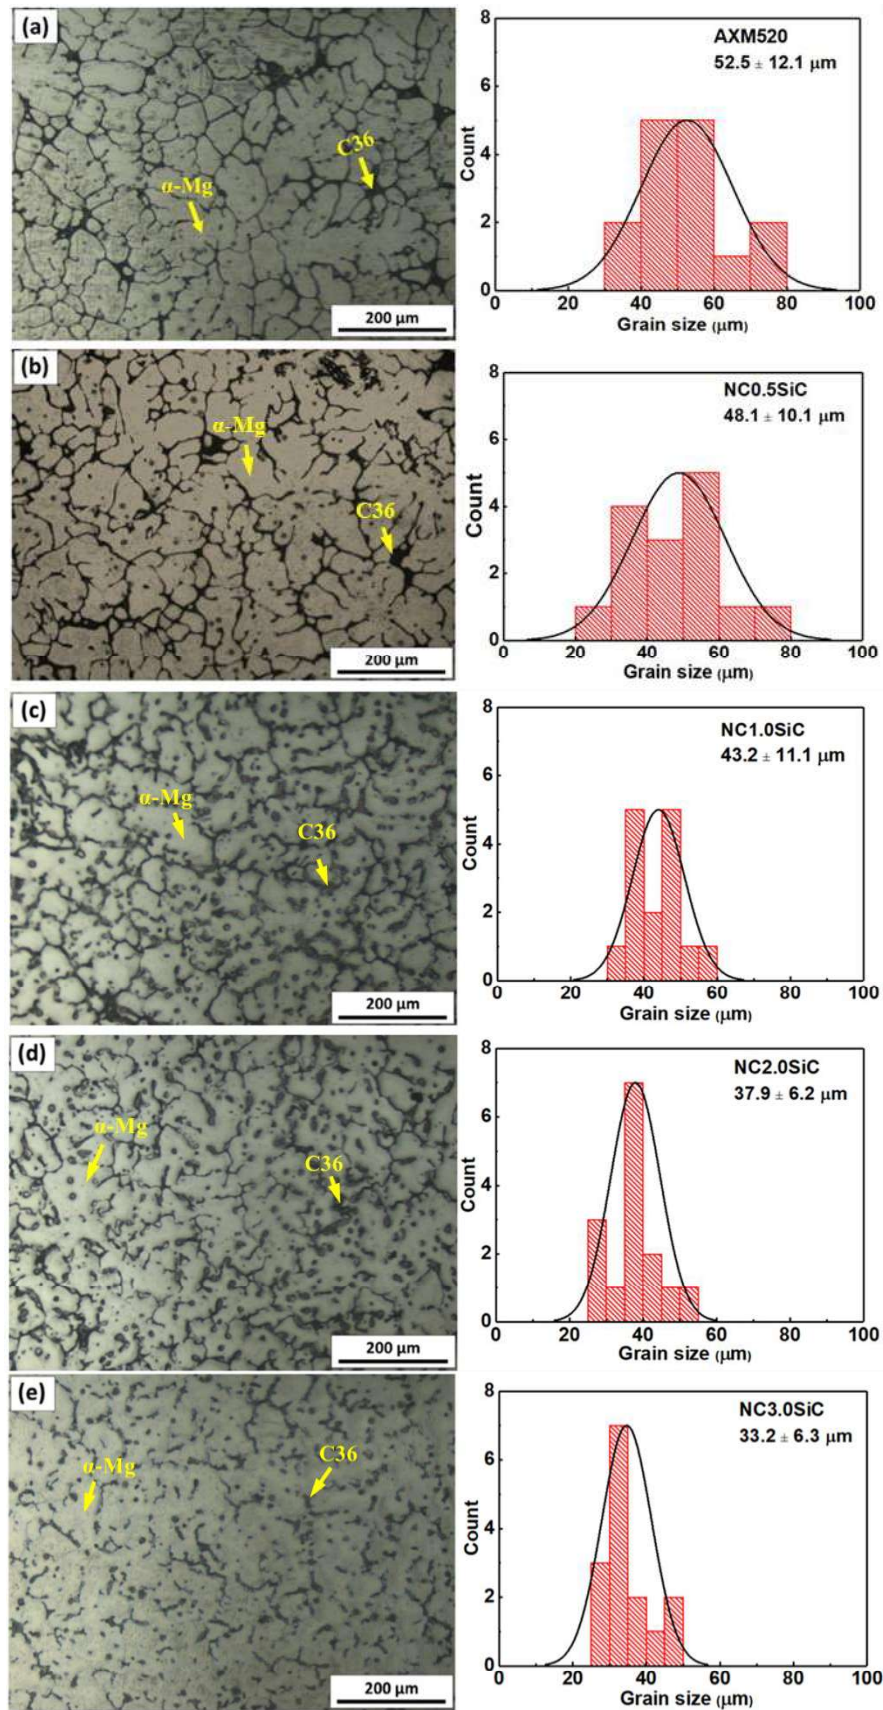 (a)
C36
α-Mg
200 μm
8
6
4
2
0
Count
AXM520
52.5 ± 12.1 μm
0 20 40 60 80 100
Grain size (μm)
(b)
α-Mg
C36
200 μm
8
6
4
2
0
Count
NC0.5SiC
48.1 ± 10.1 μm
0 20 40 60 80 100
Grain size (μm)
(c)
α-Mg
C36
200 μm
8
6
4
2
0
Count
NC1.0SiC
43.2 ± 11.1 μm
0 20 40 60 80 100
Grain size (μm)
(d)
α-Mg
C36
200 μm
8
6
4
2
0
Count
NC2.0SiC
37.9 ± 6.2 μm
0 20 40 60 80 100
Grain size (μm)
(e)
α-Mg
C36
200 μm
8
6
4
2
0
Count
NC3.0SiC
33.2 ± 6.3 μm
0 20 40 60 80 100
Grain size (μm)